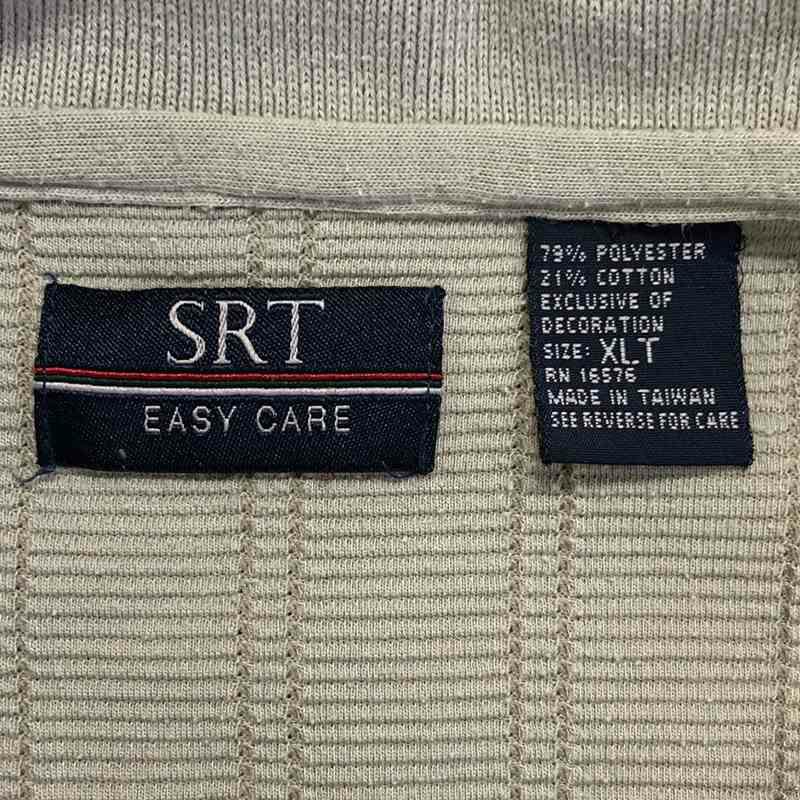 SRT
EASY CARE
79% POLYESTER
21% COTTON
EXCLUSIVE OF
DECORATION
SIZE: XLT
RN 16576
MADE IN TAIWAN
SEE REVERSE FOR CARE